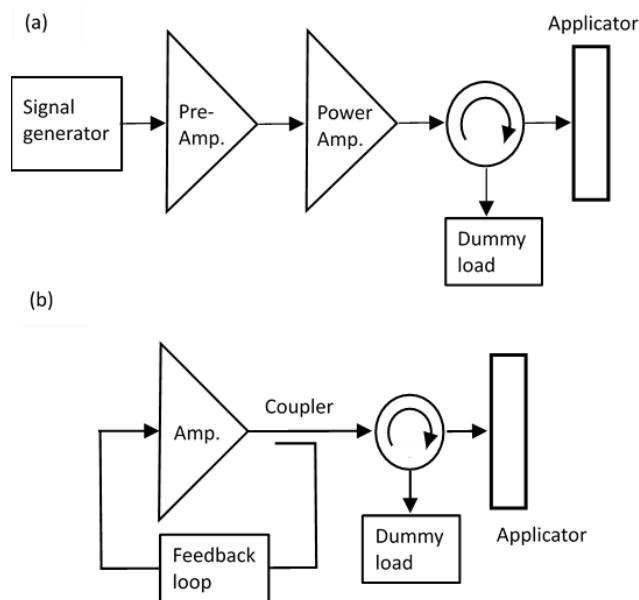 (a)
Applicator
Signal
generator
Pre-
Amp.
Power
Amp.
Dummy
load
(b)
Coupler
Amp.
Feedback
loop
Dummy
load
Applicator